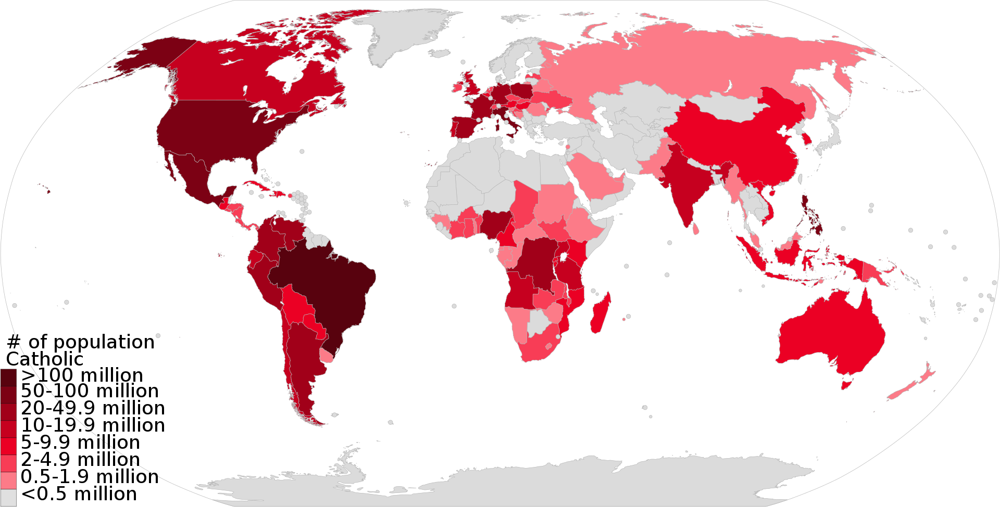 # of population
Catholic
>100 million
50-100 million
20-49.9 million
10-19.9 million
5-9.9 million
2-4.9 million
0.5-1.9 million
<0.5 million